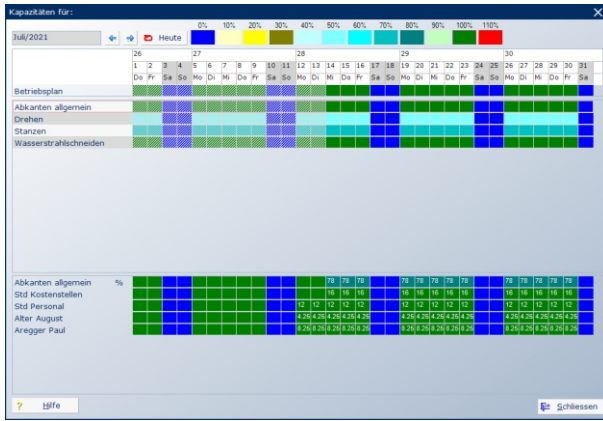 Kapazitäten für:
0% 10% 20% 30% 40% 50% 60% 70% 80% 90% 100% 110%
Juli/2021 Heute
26 27 28 29 30
1 2 3 4 5 6 7 8 9 10 11 12 13 14 15 16 17 18 19 20 21 22 23 24 25 26 27 28 29 30 31
Do Fr Sa So Mo Di Mi Do Fr Sa So Mo Di Mi Do Fr Sa So Mo Di Mi Do Fr Sa So Mo Di Mi Do Fr Sa
Betriebsplan
Abkanten allgemein
Drehen
Stanzen
Wasserstrahlschneiden
Abkanten allgemein % 78 78 78 78 78 78 78 78 78 78 78 78 78
Std Kostenstellen 16 16 16 16 16 16 16 16 16 16 16 16 16
Std Personal 12 12 12 12 12 12 12 12 12 12 12 12 12 12 12
Alter August 4.25 4.25 4.25 4.25 4.25 4.25 4.25 4.25 4.25 4.25 4.25 4.25 4.25 4.25 4.25
Aregger Paul 8.25 8.25 8.25 8.25 8.25 8.25 8.25 8.25 8.25 8.25 8.25 8.25 8.25 8.25 8.25
? Hilfe Schliessen